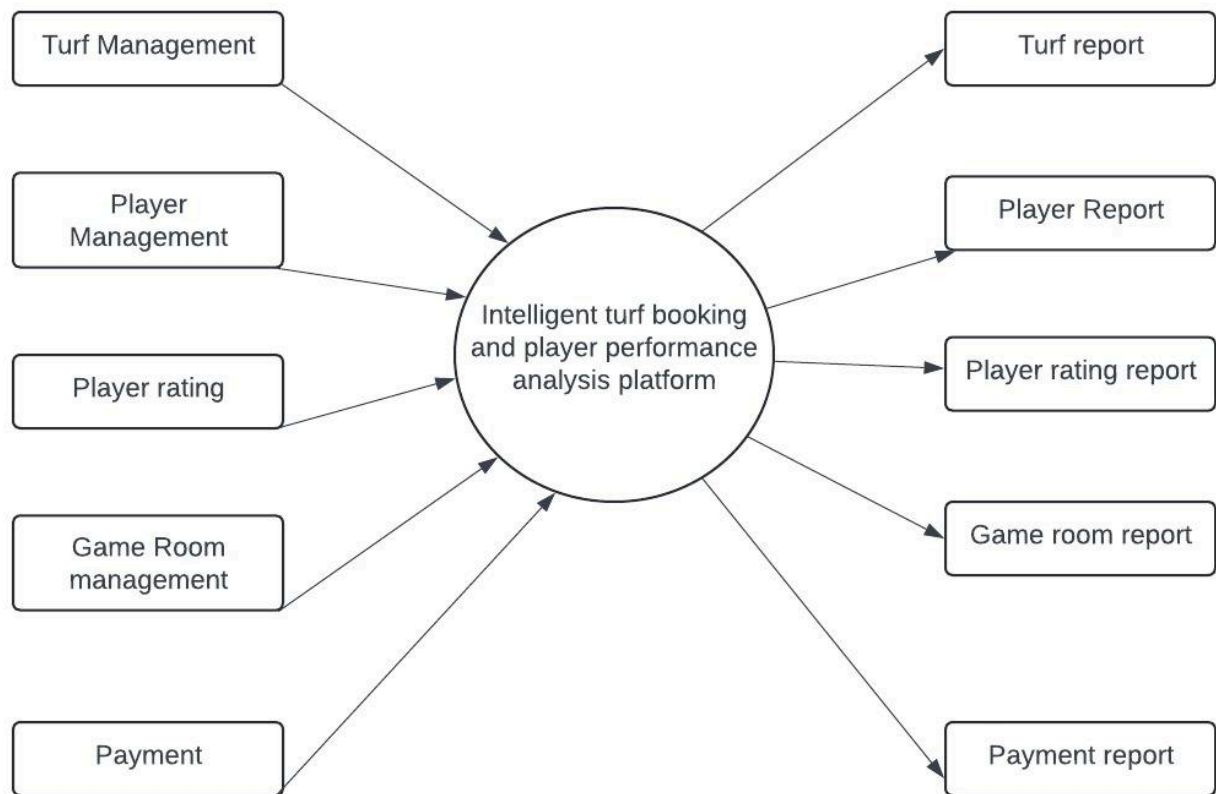 Turf Management
Player
Management
Player rating
Game Room
management
Payment
Intelligent turf booking
and player performance
analysis platform
Turf report
Player Report
Player rating report
Game room report
Payment report